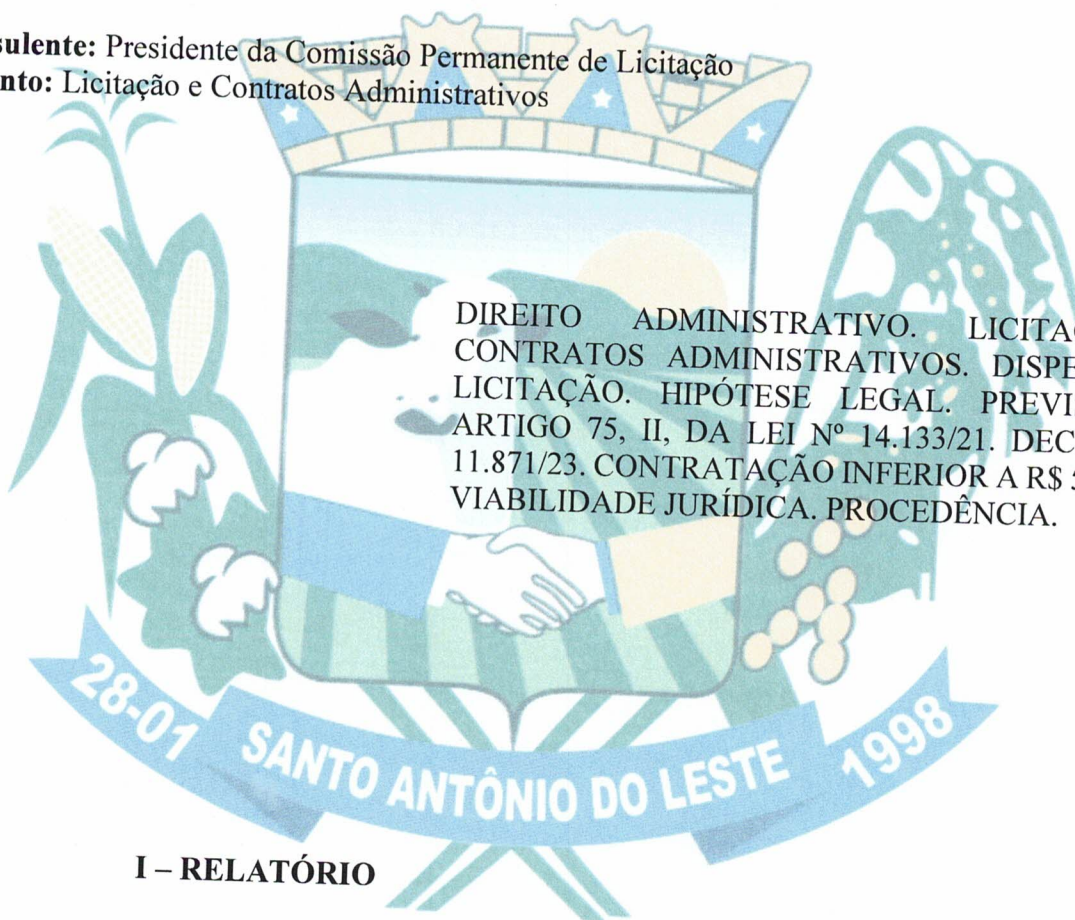 sulente: Presidente da Comissão Permanente de Licitação
nto: Licitação e Contratos Administrativos
DIREITO ADMINISTRATIVO. LICITAÇ
CONTRATOS ADMINISTRATIVOS. DISPE
LICITAÇÃO. HIPÓTESE LEGAL. PREVI
ARTIGO 75, II, DA LEI Nº 14.133/21. DEC
11.871/23. CONTRATAÇÃO INFERIOR A R$ 5
VIABILIDADE JURÍDICA. PROCEDÊNCIA.
28-01 SANTO ANTÔNIO DO LESTE 1998
I – RELATÓRIO